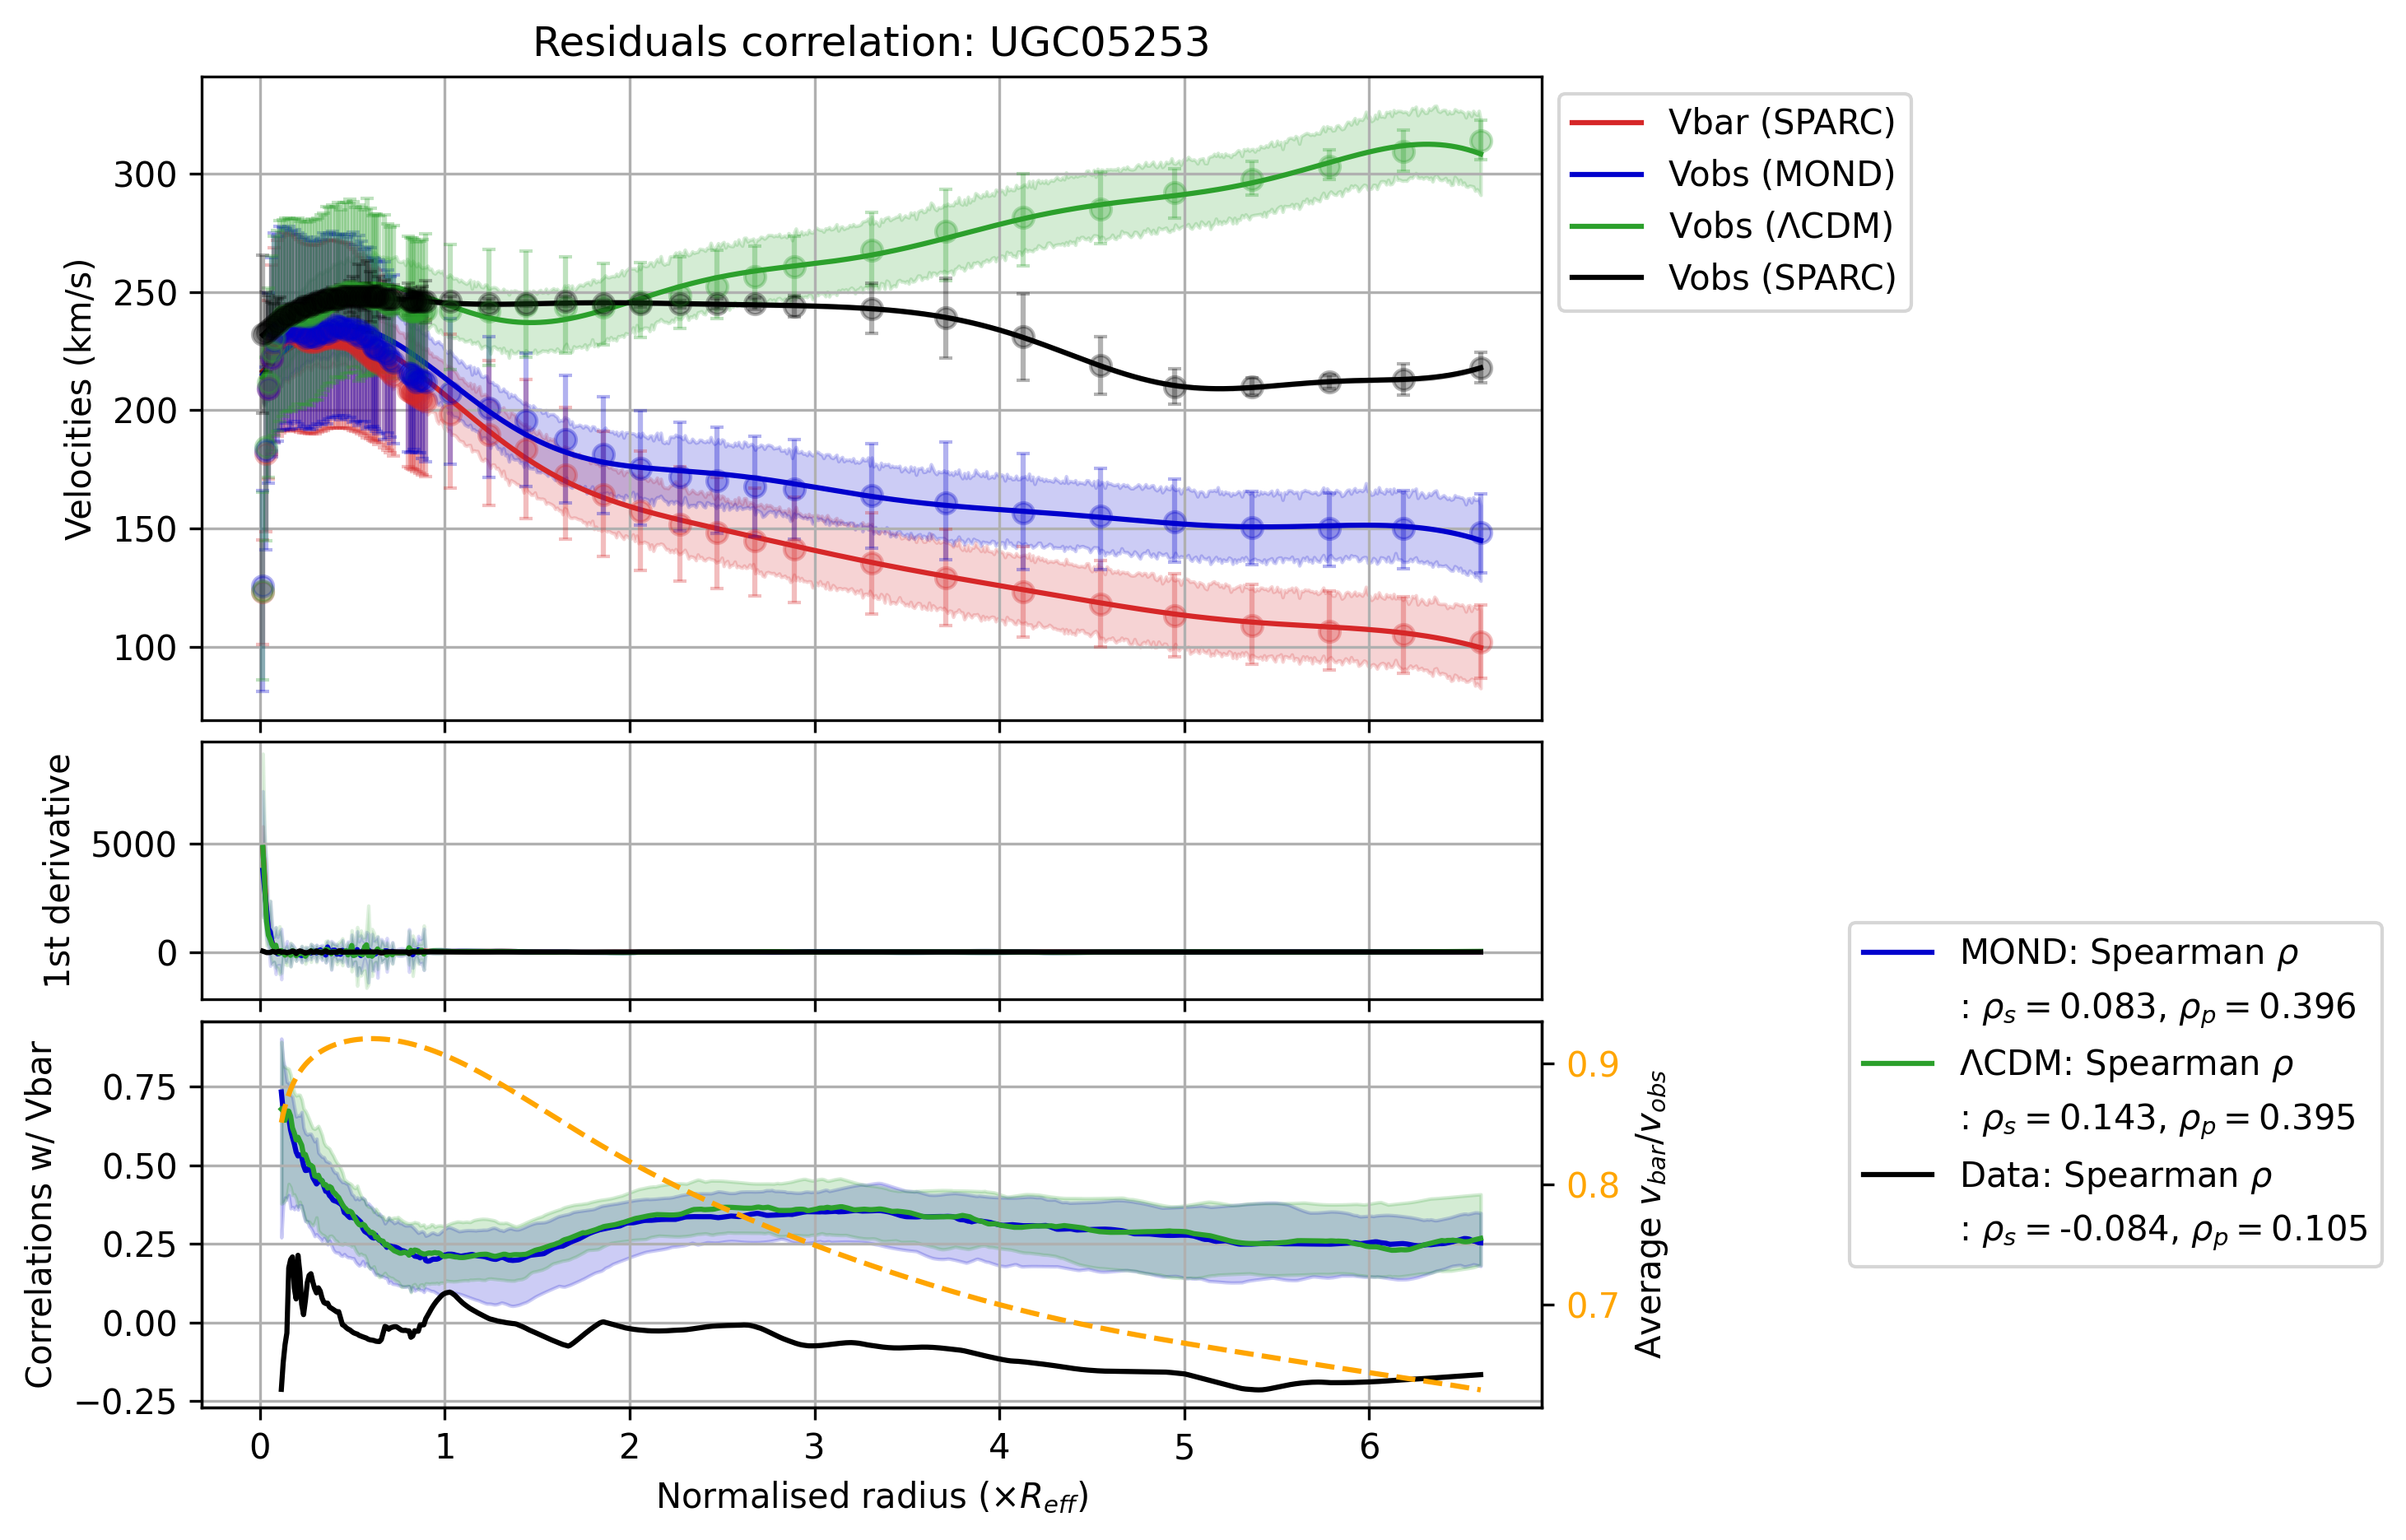 Residuals correlation: UGC05253
Velocities (km/s)
300
250
200
150
100
Vbar (SPARC)
Vobs (MOND)
Vobs (ΛCDM)
Vobs (SPARC)
1st derivative
5000
0
Correlations w/ Vbar
0.75
0.50
0.25
0.00
−0.25
0.9
0.8
0.7
Average v_bar/v_obs
MOND: Spearman ρ
: ρ_s = 0.083, ρ_p = 0.396
ΛCDM: Spearman ρ
: ρ_s = 0.143, ρ_p = 0.395
Data: Spearman ρ
: ρ_s = -0.084, ρ_p = 0.105
0 1 2 3 4 5 6
Normalised radius (×R_eff)